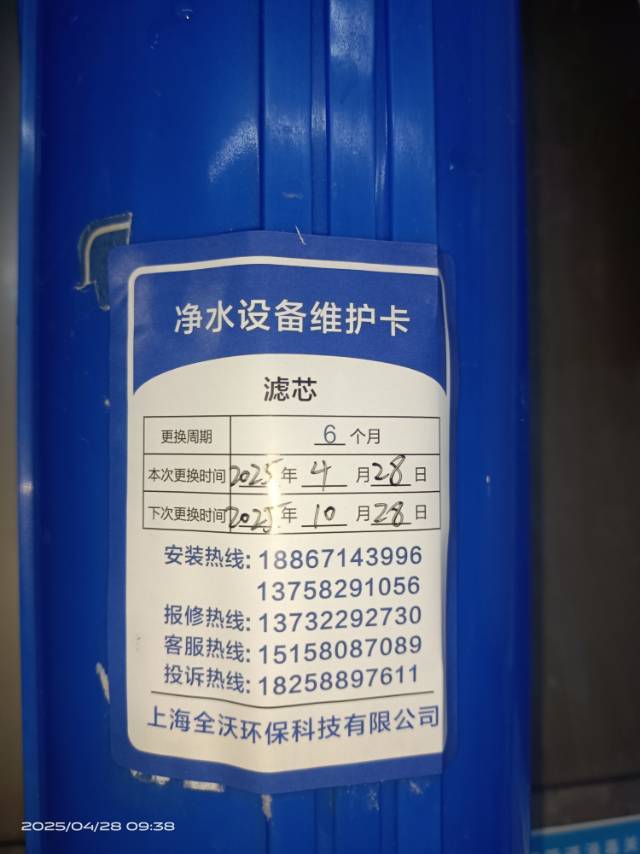 净水设备维护卡
滤芯
更换周期 6 个月
本次更换时间 2025 年 4 月 28 日
下次更换时间 2025 年 10 月 28 日
安装热线: 18867143996
13758291056
报修热线: 13732292730
客服热线: 15158087089
投诉热线: 18258897611
上海全沃环保科技有限公司
2025/04/28 09:38